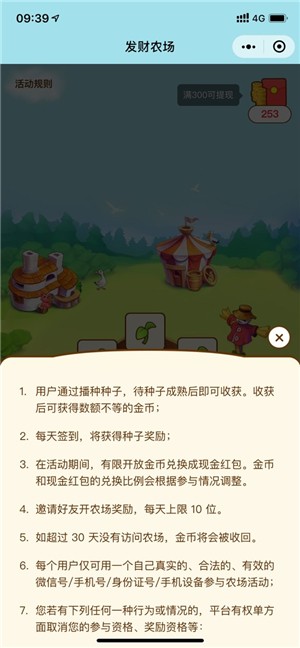 09:39
4G
发财农场
活动规则
满300可提现
253
1. 用户通过播种种子，待种子成熟后即可收获。收获
后可获得数额不等的金币；
2. 每天签到，将获得种子奖励；
3. 在活动期间，有限开放金币兑换成现金红包。金币
和现金红包的兑换比例会根据参与情况调整。
4. 邀请好友开农场奖励，每天上限 10 位。
5. 如超过 30 天没有访问农场，金币将会被收回。
6. 每个用户仅可用一个自己真实的、合法的、有效的
微信号/手机号/身份证号/手机设备参与农场活动；
7. 您若有下列任何一种行为或情况的，平台有权单方
面取消您的参与资格、奖励资格等：